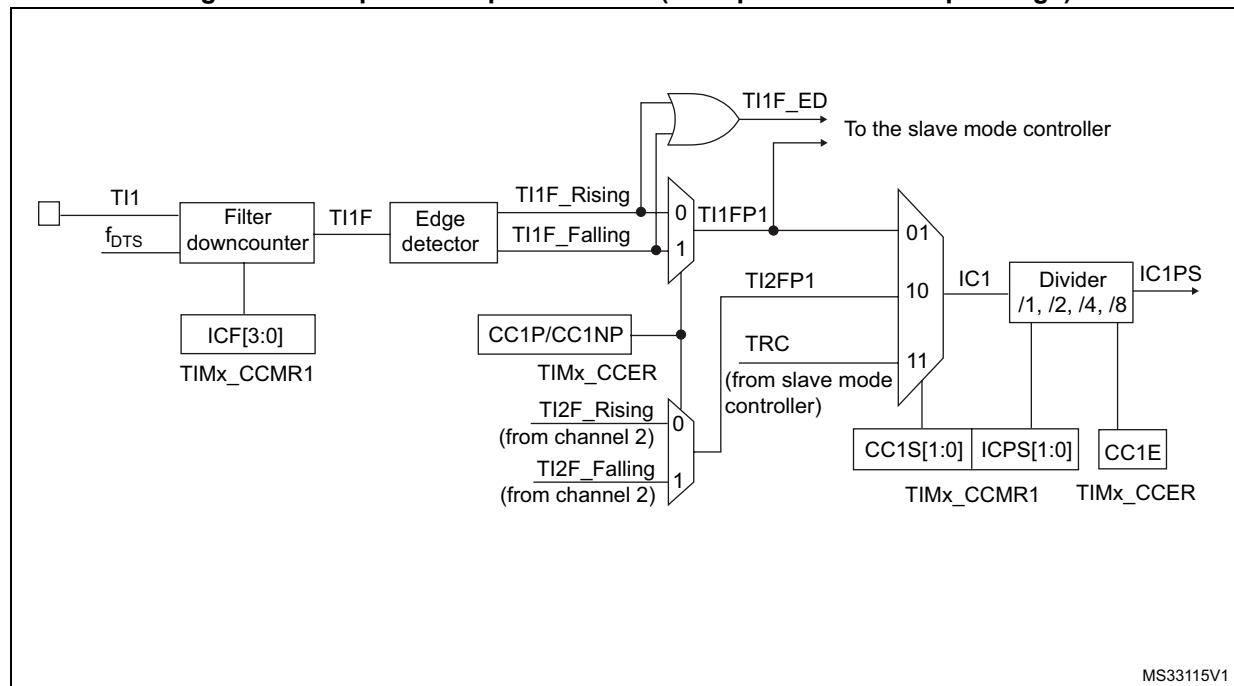 TI1F_ED
To the slave mode controller
TI1
fDTS
Filter
downcounter
TI1F
Edge
detector
TI1F_Rising
TI1F_Falling
0
1
TI1FP1
01
TI2FP1
10
IC1
Divider
/1, /2, /4, /8
IC1PS
ICF[3:0]
TIMx_CCMR1
CC1P/CC1NP
TIMx_CCER
TRC
11
(from slave mode
controller)
TI2F_Rising
(from channel 2)
0
TI2F_Falling
(from channel 2)
1
CC1S[1:0]
ICPS[1:0]
CC1E
TIMx_CCMR1
TIMx_CCER
MS33115V1